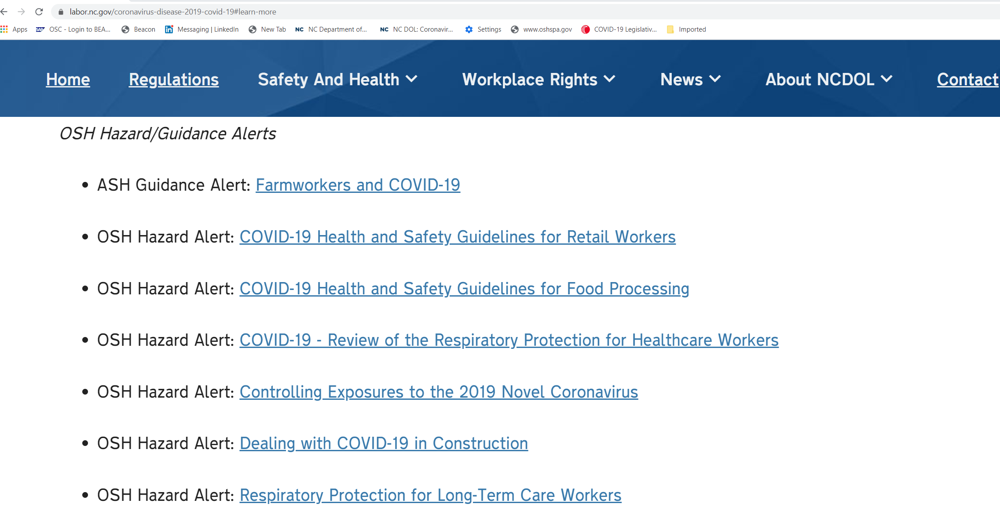 labor.nc.gov/coronavirus-disease-2019-covid-19#learn-more
Apps SAP OSC - Login to BEA... Beacon in Messaging | LinkedIn New Tab NC NC Department of... NC NC DOL: Coronavir... Settings www.oshspa.gov COVID-19 Legislativ... Imported
Home Regulations Safety And Health Workplace Rights News About NCDOL Contact
OSH Hazard/Guidance Alerts
• ASH Guidance Alert: Farmworkers and COVID-19
• OSH Hazard Alert: COVID-19 Health and Safety Guidelines for Retail Workers
• OSH Hazard Alert: COVID-19 Health and Safety Guidelines for Food Processing
• OSH Hazard Alert: COVID-19 - Review of the Respiratory Protection for Healthcare Workers
• OSH Hazard Alert: Controlling Exposures to the 2019 Novel Coronavirus
• OSH Hazard Alert: Dealing with COVID-19 in Construction
• OSH Hazard Alert: Respiratory Protection for Long-Term Care Workers